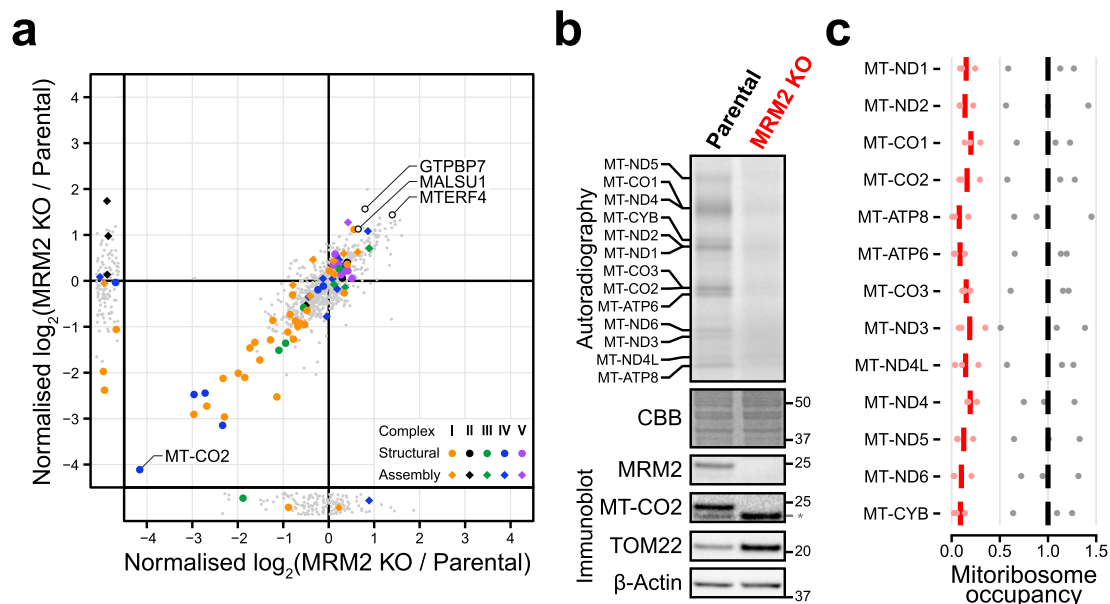 a
Normalised log2(MRM2 KO / Parental)
4
3
2
1
0
−1
−2
−3
−4
GTPBP7
MALSU1
MTERF4
MT-CO2
Complex I II III IV V
Structural
Assembly
−4 −3 −2 −1 0 1 2 3 4
Normalised log2(MRM2 KO / Parental)
b
Parental
MRM2 KO
Autoradiography
MT-ND5
MT-CO1
MT-ND4
MT-CYB
MT-ND2
MT-ND1
MT-CO3
MT-CO2
MT-ATP6
MT-ND6
MT-ND3
MT-ND4L
MT-ATP8
CBB
50
37
Immunoblot
MRM2
25
MT-CO2
25
*
TOM22
20
β-Actin
37
c
MT-ND1
MT-ND2
MT-CO1
MT-CO2
MT-ATP8
MT-ATP6
MT-CO3
MT-ND3
MT-ND4L
MT-ND4
MT-ND5
MT-ND6
MT-CYB
0.0 0.5 1.0 1.5
Mitoribosome
occupancy